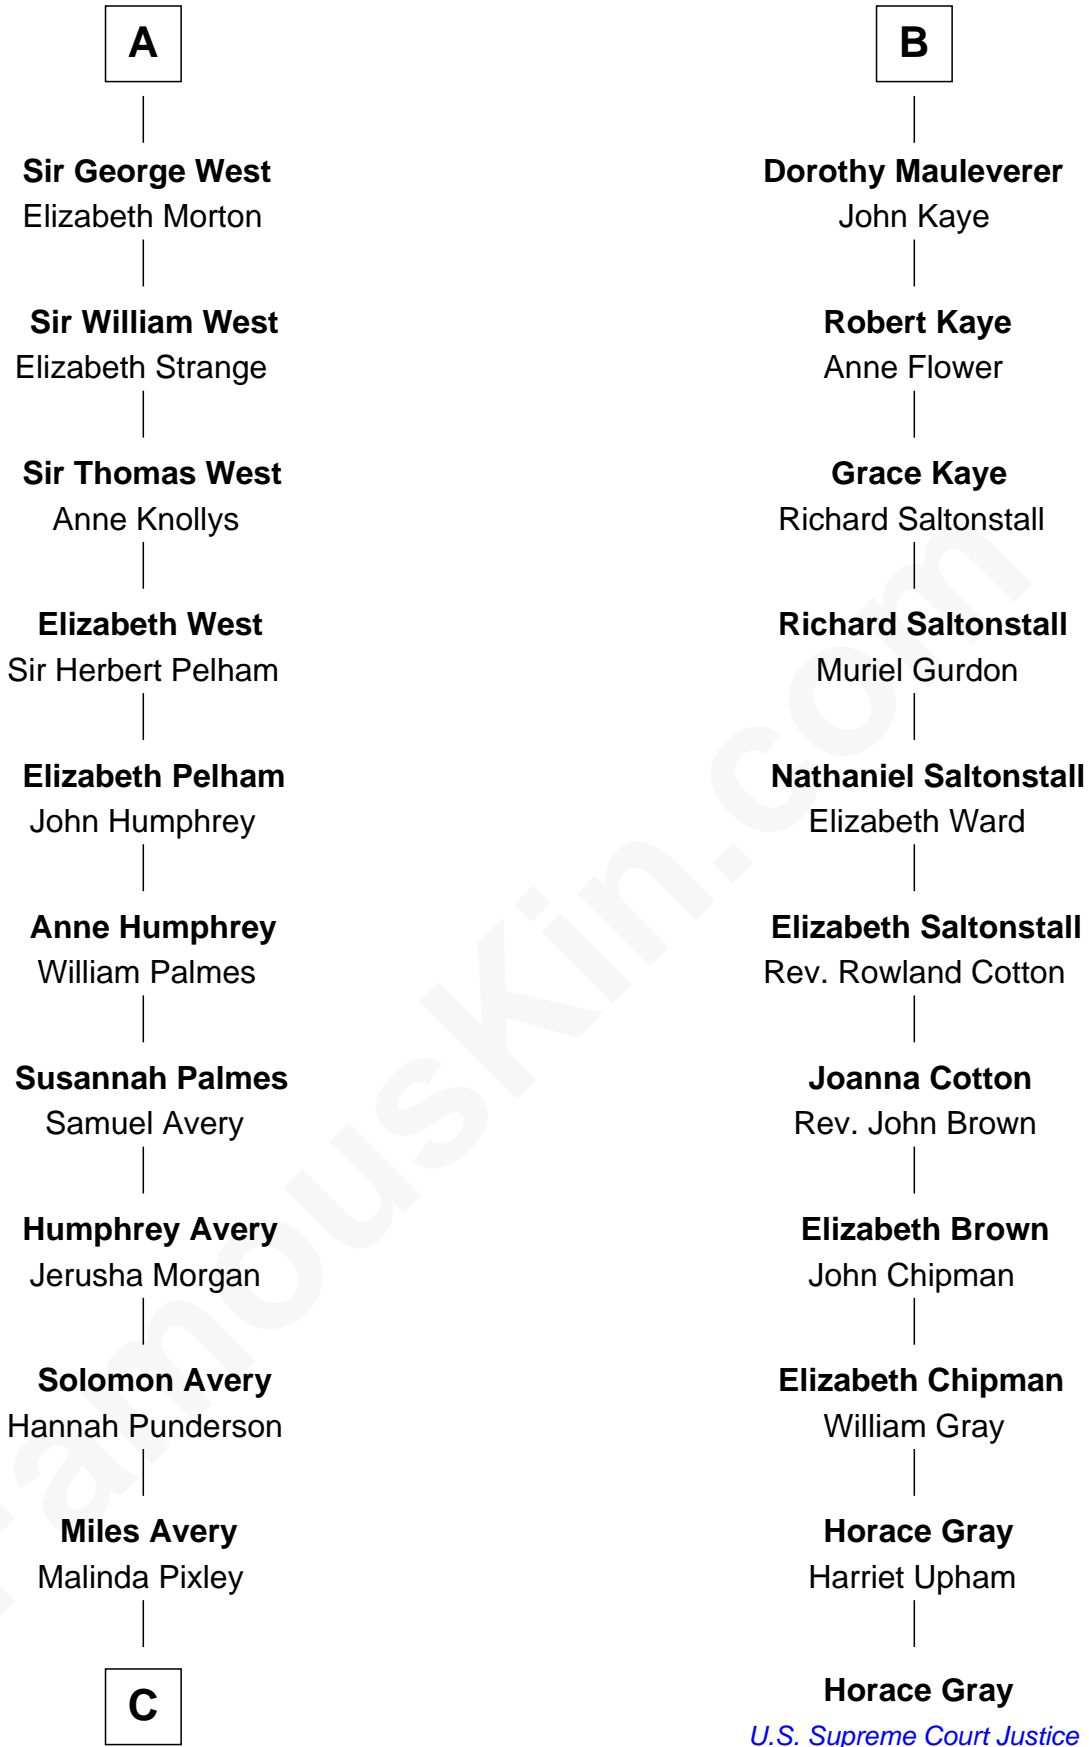 A
Sir George West
Elizabeth Morton
Sir William West
Elizabeth Strange
Sir Thomas West
Anne Knollys
Elizabeth West
Sir Herbert Pelham
Elizabeth Pelham
John Humphrey
Anne Humphrey
William Palmes
Susannah Palmes
Samuel Avery
Humphrey Avery
Jerusha Morgan
Solomon Avery
Hannah Punderson
Miles Avery
Malinda Pixley
C
B
Dorothy Mauleverer
John Kaye
Robert Kaye
Anne Flower
Grace Kaye
Richard Saltonstall
Richard Saltonstall
Muriel Gurdon
Nathaniel Saltonstall
Elizabeth Ward
Elizabeth Saltonstall
Rev. Rowland Cotton
Joanna Cotton
Rev. John Brown
Elizabeth Brown
John Chipman
Elizabeth Chipman
William Gray
Horace Gray
Harriet Upham
Horace Gray
U.S. Supreme Court Justice
FamousKin.com